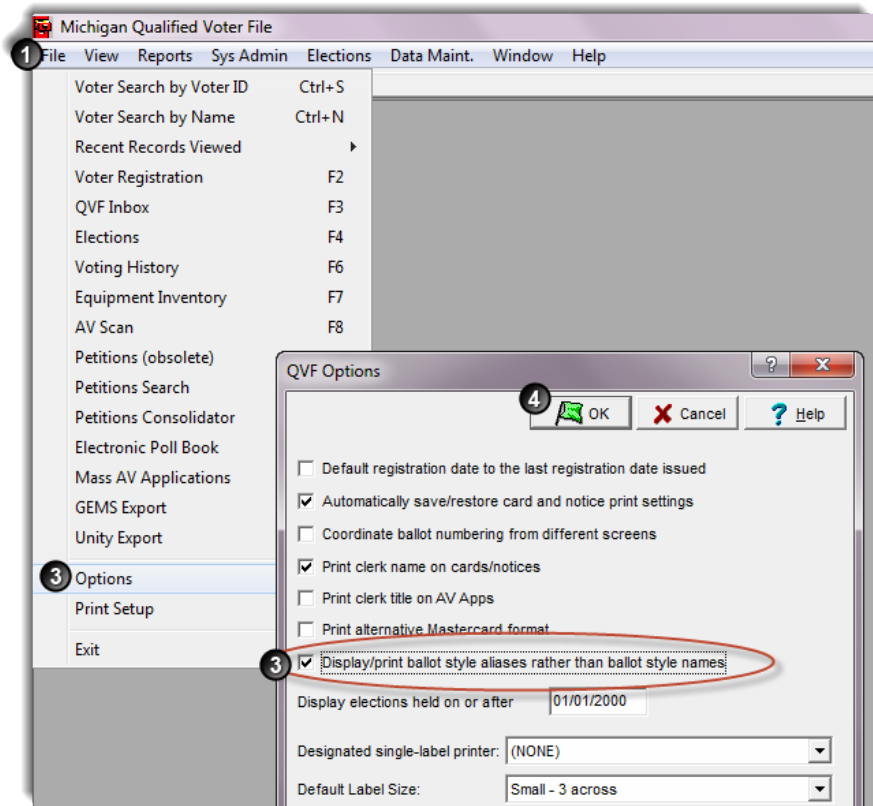 Michigan Qualified Voter File
1 File View Reports Sys Admin Elections Data Maint. Window Help
Voter Search by Voter ID Ctrl+S
Voter Search by Name Ctrl+N
Recent Records Viewed
Voter Registration F2
QVF Inbox F3
Elections F4
Voting History F6
Equipment Inventory F7
AV Scan F8
Petitions (obsolete)
Petitions Search
Petitions Consolidator
Electronic Poll Book
Mass AV Applications
GEMS Export
Unity Export
3 Options
Print Setup
Exit
QVF Options ? X
4 OK Cancel ? Help
Default registration date to the last registration date issued
Automatically save/restore card and notice print settings
Coordinate ballot numbering from different screens
Print clerk name on cards/notices
Print clerk title on AV Apps
Print alternative Mastercard format
3 Display/print ballot style aliases rather than ballot style names
Display elections held on or after 01/01/2000
Designated single-label printer: (NONE)
Default Label Size: Small - 3 across